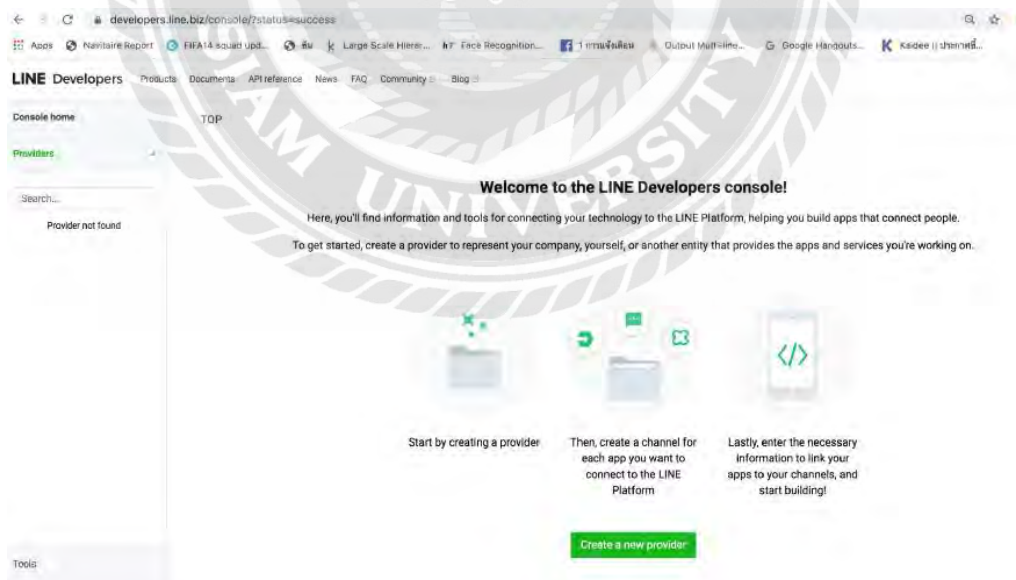 developers.line.biz/console/?status=success
Apps Navitaire Report FIFA14 squad upd... Large Scale Hierar... Face Recognition... Output Multi-line... Google Hangouts...
LINE Developers Products Documents API reference News FAQ Community Blog
Console home
TOP
Providers
Search...
Provider not found
SIAM UNIVERSITY
Welcome to the LINE Developers console!
Here, you'll find information and tools for connecting your technology to the LINE Platform, helping you build apps that connect people.
To get started, create a provider to represent your company, yourself, or another entity that provides the apps and services you're working on.
Start by creating a provider
Then, create a channel for
each app you want to
connect to the LINE
Platform
Lastly, enter the necessary
information to link your
apps to your channels, and
start building!
Create a new provider
Tools